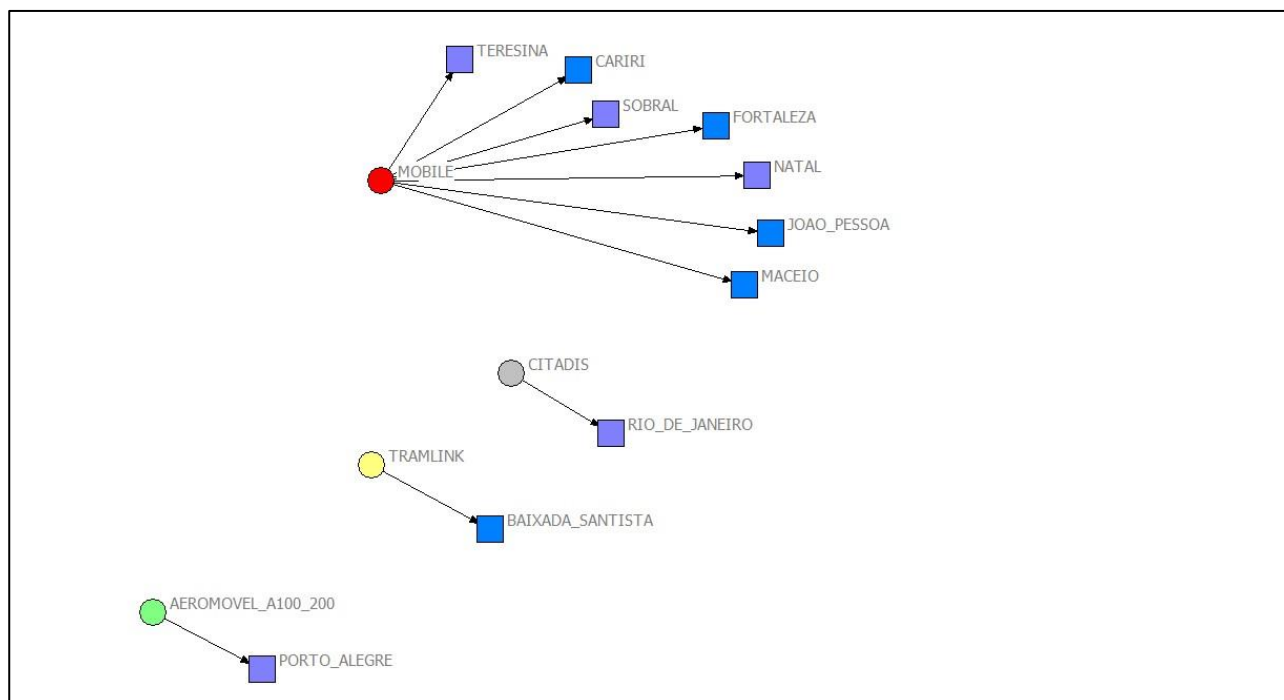 TERESINA
CARIRI
SOBRAL
FORTALEZA
MOBILE
NATAL
JOAO_PESSOA
MACEIO
CITADIS
RIO_DE_JANEIRO
TRAMLINK
BAIXADA_SANTISTA
AEROMOVEL_A100_200
PORTO_ALEGRE